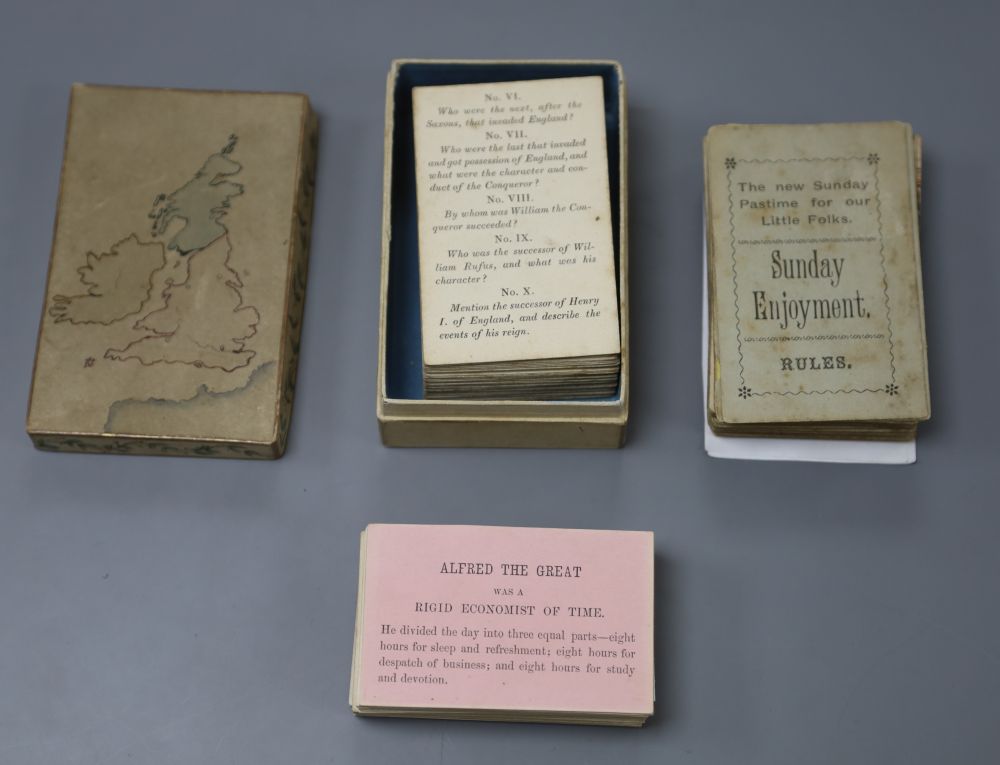 No. VI.
Who were the next, after the
Saxons, that invaded England?
No. VII.
Who were the last that invaded
and got possession of England, and
what were the character and con-
duct of the Conqueror?
No. VIII.
By whom was William the Con-
queror succeeded?
No. IX.
Who was the successor of Wil-
liam Rufus, and what was his
character?
No. X.
Mention the successor of Henry
I. of England, and describe the
events of his reign.
The new Sunday
Pastime for our
Little Folks.
Sunday
Enjoyment.
RULES.
ALFRED THE GREAT
WAS A
RIGID ECONOMIST OF TIME.
He divided the day into three equal parts—eight
hours for sleep and refreshment; eight hours for
despatch of business; and eight hours for study
and devotion.